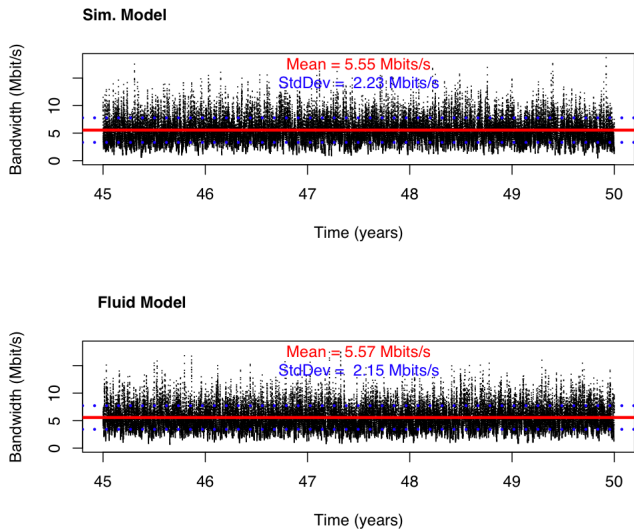 Sim. Model
Mean = 5.55 Mbits/s.
StdDev = 2.23 Mbits/s
Bandwidth (Mbit/s)
10
5
0
45 46 47 48 49 50
Time (years)
Fluid Model
Mean = 5.57 Mbits/s
StdDev = 2.15 Mbits/s
Bandwidth (Mbit/s)
10
5
0
45 46 47 48 49 50
Time (years)